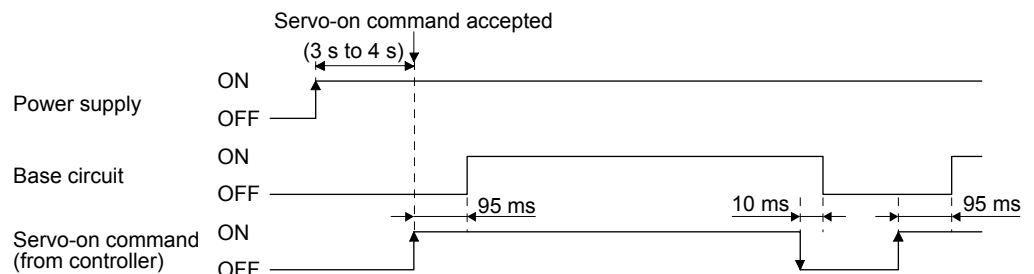 Servo-on command accepted
(3 s to 4 s)
ON
Power supply
OFF
ON
Base circuit
OFF
95 ms
10 ms
95 ms
Servo-on command
(from controller)
ON
OFF